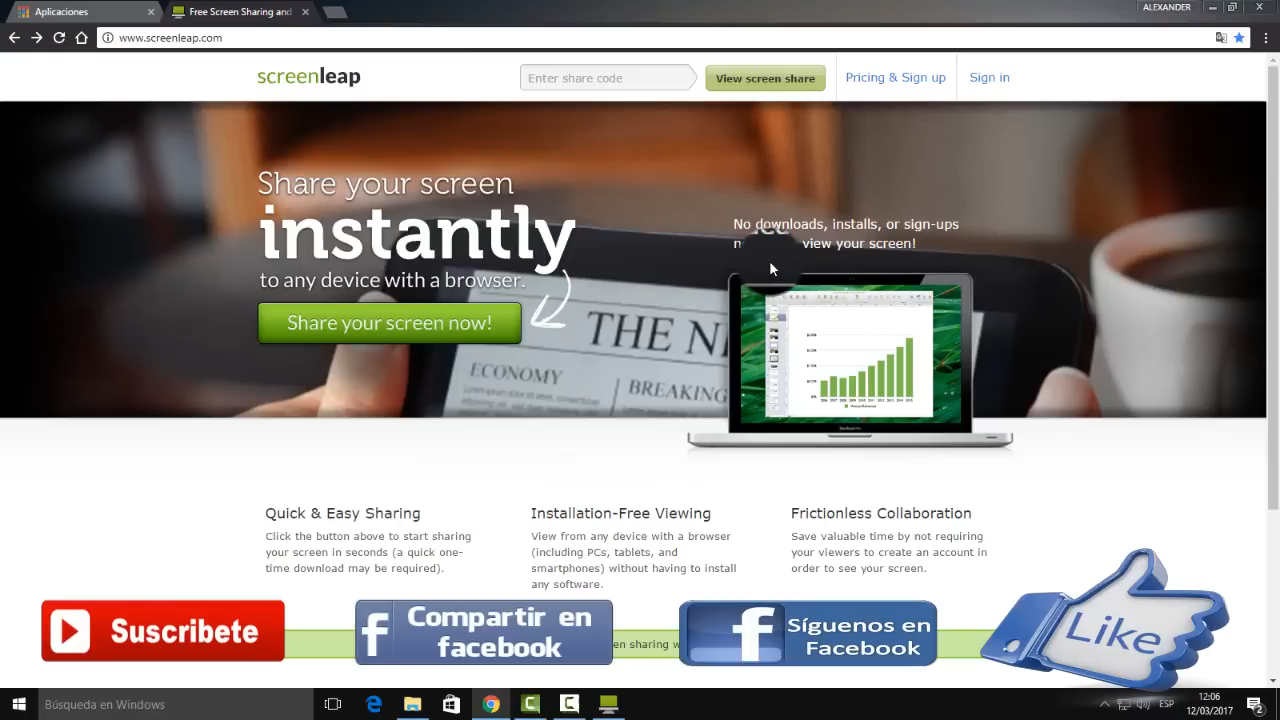 Aplicaciones
Free Screen Sharing and
ALEXANDER
www.screenleap.com
screenleap
Enter share code
View screen share
Pricing & Sign up
Sign in
Share your screen
instantly
to any device with a browser.
Share your screen now!
No downloads, installs, or sign-ups
view your screen!
THE N
ECONOMY
BREAKING
Quick & Easy Sharing
Click the button above to start sharing
your screen in seconds (a quick one-
time download may be required).
Installation-Free Viewing
View from any device with a browser
(including PCs, tablets, and
smartphones) without having to install
any software.
Frictionless Collaboration
Save valuable time by not requiring
your viewers to create an account in
order to see your screen.
Suscribete
f Compartir en
facebook
en sharing w
f Síguenos en
Facebook
Like
Búsqueda en Windows
ESP
12:06
12/03/2017
2